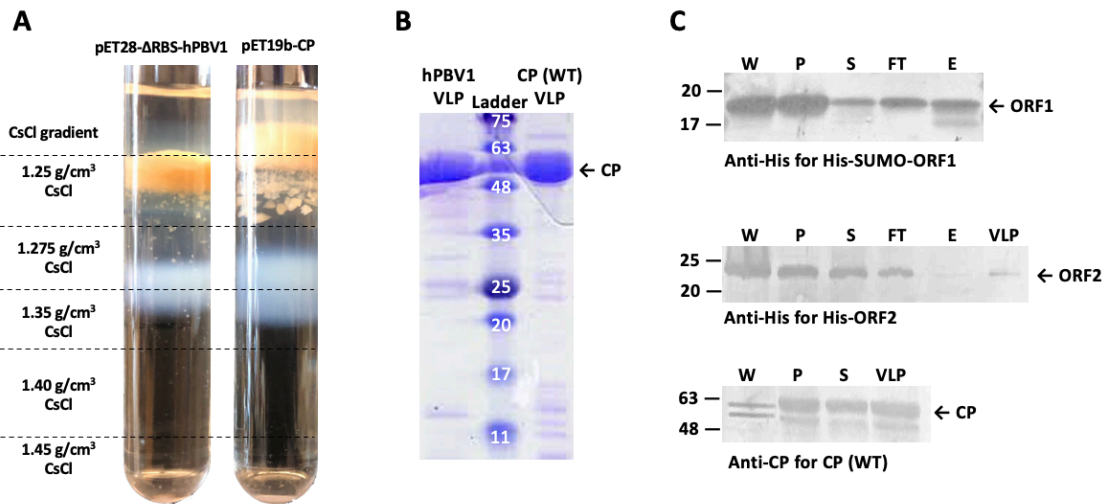 A
pET28-ΔRBS-hPBV1 pET19b-CP
CsCl gradient
1.25 g/cm³
CsCl
1.275 g/cm³
CsCl
1.35 g/cm³
CsCl
1.40 g/cm³
CsCl
1.45 g/cm³
CsCl
B
hPBV1 CP (WT)
VLP Ladder VLP
75
63
← CP
48
35
25
20
17
11
C
W P S FT E
20
← ORF1
17
Anti-His for His-SUMO-ORF1
W P S FT E VLP
25
← ORF2
20
Anti-His for His-ORF2
W P S VLP
63
← CP
48
Anti-CP for CP (WT)